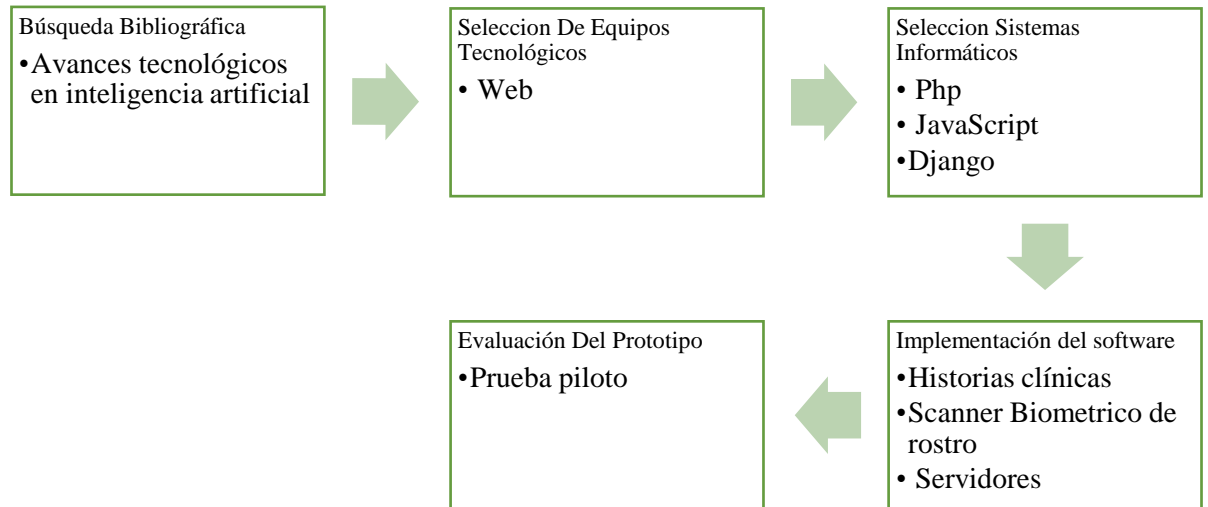 Búsqueda Bibliográfica
•Avances tecnológicos
en inteligencia artificial
Seleccion De Equipos
Tecnológicos
• Web
Seleccion Sistemas
Informáticos
• Php
• JavaScript
•Django
Implementación del software
•Historias clínicas
•Scanner Biometrico de
rostro
• Servidores
Evaluación Del Prototipo
•Prueba piloto